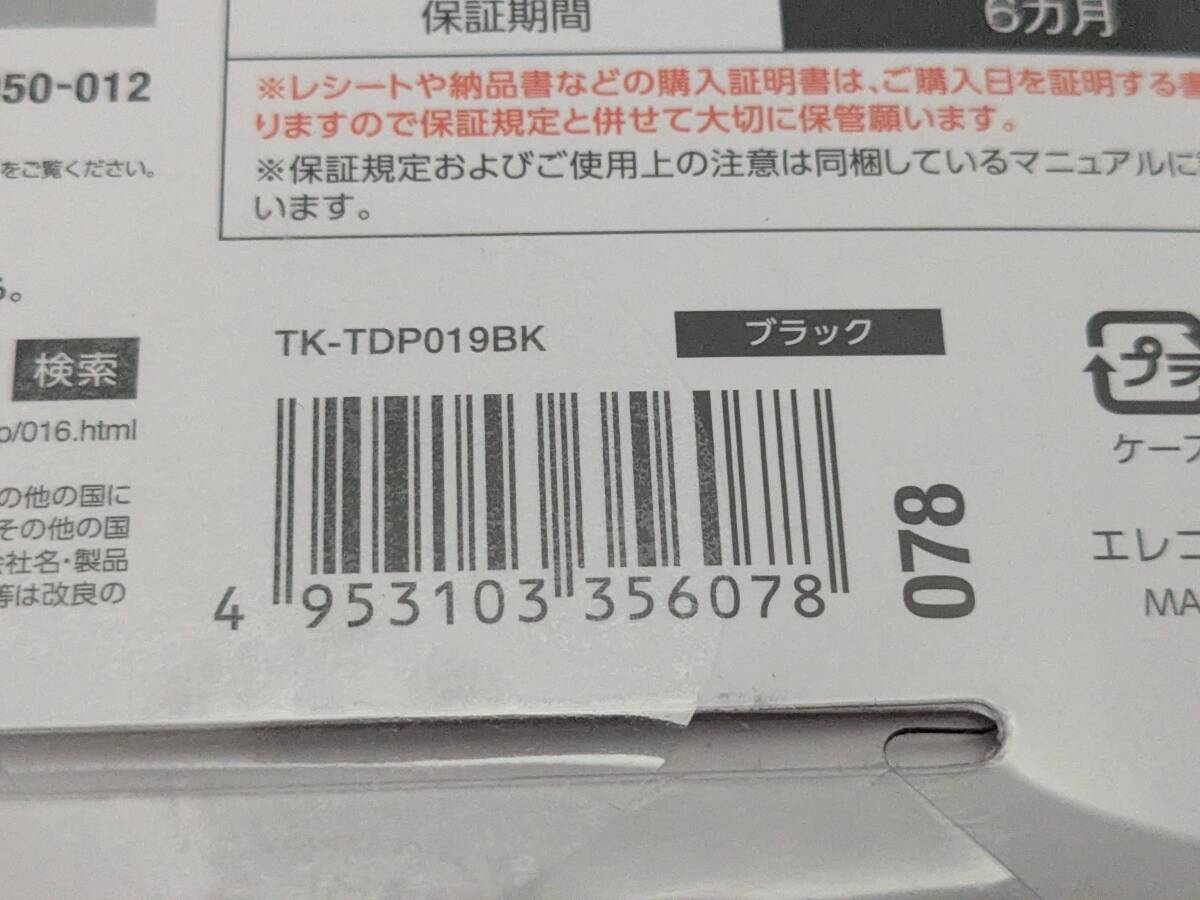 保証期間
6カ月
950-012
※レシートや納品書などの購入証明書は、ご購入日を証明する書
りますので保証規定と併せて大切に保管願います。
をご覧ください。
※保証規定およびご使用上の注意は同梱しているマニュアルに
います。
る。
TK-TDP019BK
ブラック
検索
プラ
/016.html
ケーブ
の他の国に
その他の国
会社名・製品
等は改良の
4 953103 356078
078
エレコ
MA